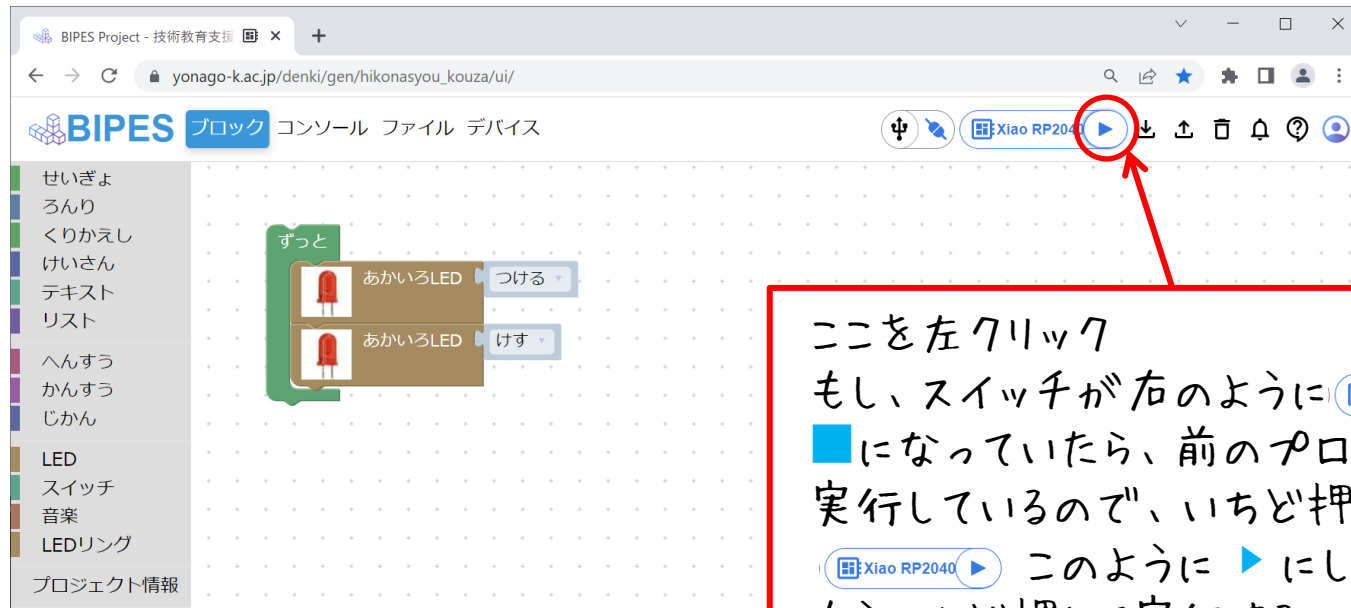 BIPES Project - 技術教育支援
yonago-k.ac.jp/denki/gen/hikonasyou_kouza/ui/
BIPES ブロック コンソール ファイル デバイス Xiao RP2040
せいぎょ
ろんり
くりかえし
けいさん
テキスト
リスト
へんすう
かんすう
じかん
LED
スイッチ
音楽
LEDリング
プロジェクト情報
ずっと
あかいろLED つける
あかいろLED けす
ここを左クリック
もし、スイッチが右のように
になっていたら、前のプロ
実行しているので、いちど押
Xiao RP2040 このように ▶ にし